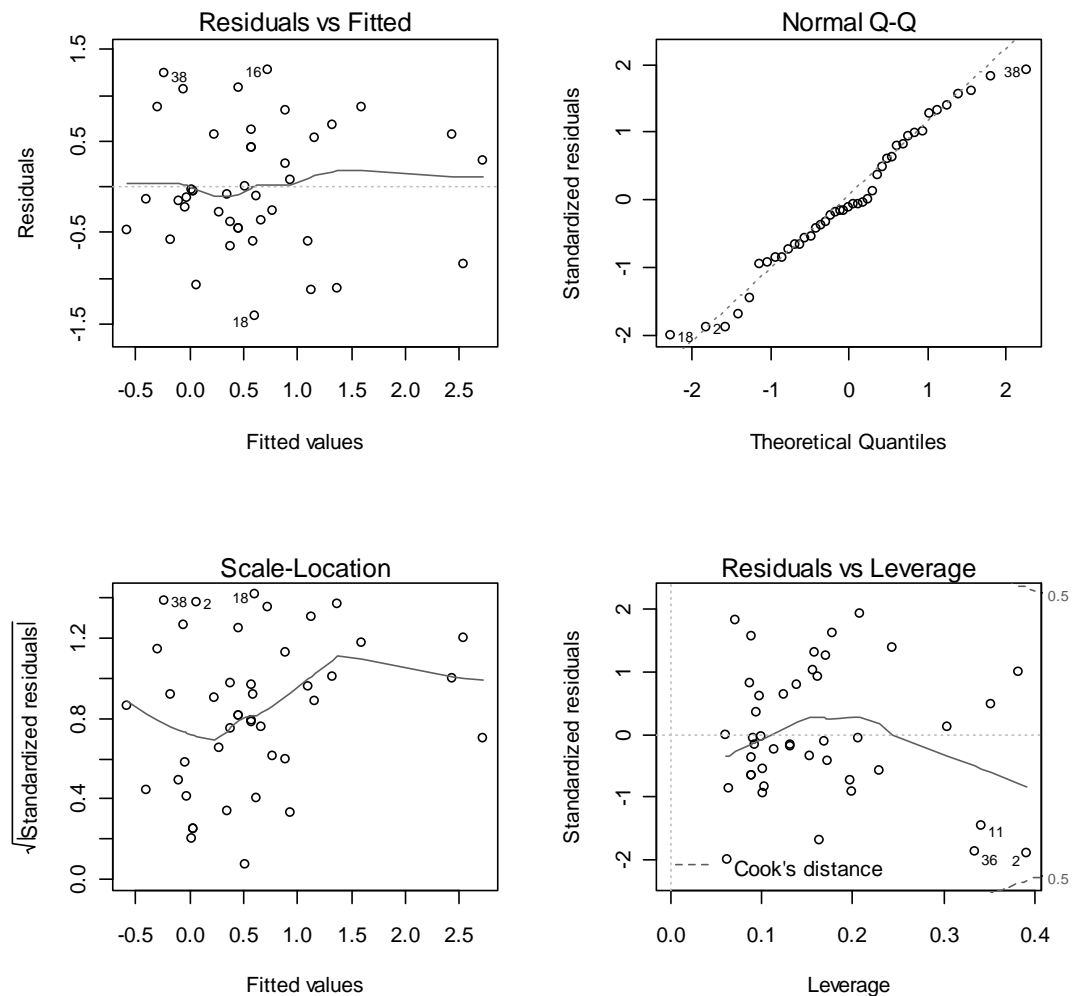 Residuals vs Fitted
Residuals
1.5
0.5
-0.5
-1.5
38
16
18
-0.5 0.0 0.5 1.0 1.5 2.0 2.5
Fitted values
Normal Q-Q
Standardized residuals
2
1
0
-1
-2
38
18
2
-2 -1 0 1 2
Theoretical Quantiles
Scale-Location
√|Standardized residuals|
1.2
0.8
0.4
0.0
38
2
18
-0.5 0.0 0.5 1.0 1.5 2.0 2.5
Fitted values
Residuals vs Leverage
Standardized residuals
2
1
0
-1
-2
0.5
11
36
2
Cook's distance
0.5
0.0 0.1 0.2 0.3 0.4
Leverage